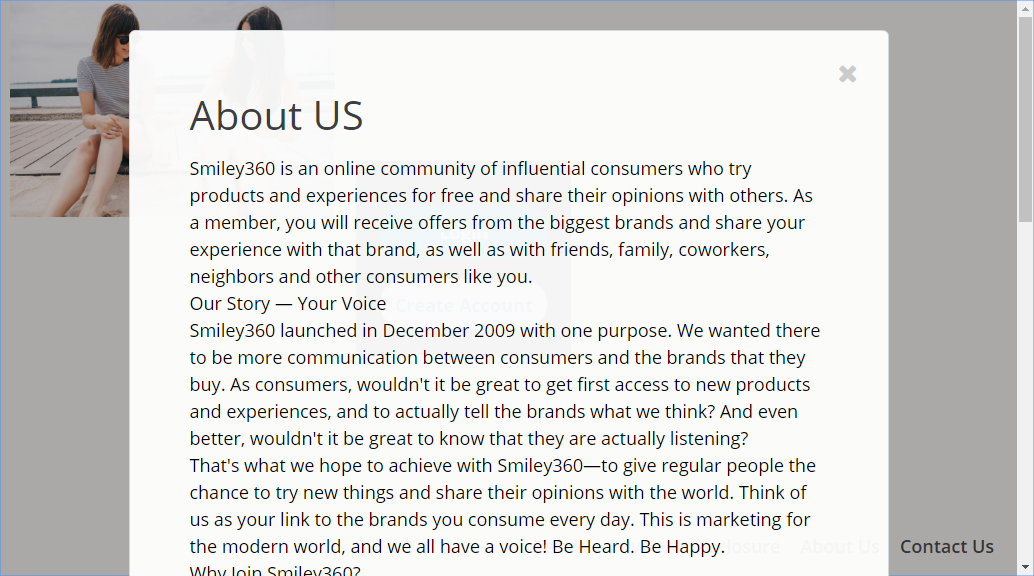 About US
Smiley360 is an online community of influential consumers who try
products and experiences for free and share their opinions with others. As
a member, you will receive offers from the biggest brands and share your
experience with that brand, as well as with friends, family, coworkers,
neighbors and other consumers like you.
Our Story — Your Voice
Create Account
Smiley360 launched in December 2009 with one purpose. We wanted there
to be more communication between consumers and the brands that they
buy. As consumers, wouldn't it be great to get first access to new products
and experiences, and to actually tell the brands what we think? And even
better, wouldn't it be great to know that they are actually listening?
That's what we hope to achieve with Smiley360—to give regular people the
chance to try new things and share their opinions with the world. Think of
us as your link to the brands you consume every day. This is marketing for
the modern world, and we all have a voice! Be Heard. Be Happy.
About Us
Contact Us
Why Join Smiley360?